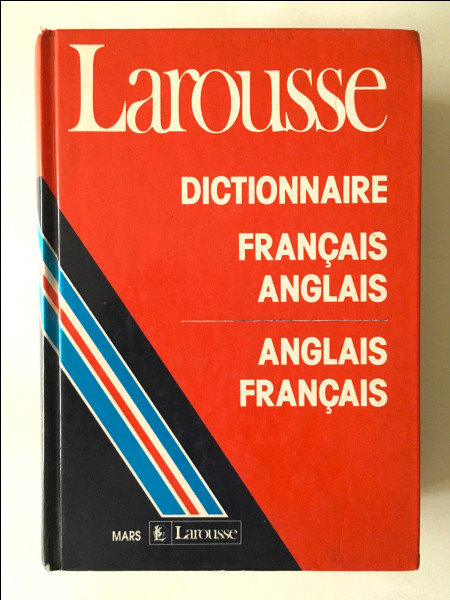 Larousse
DICTIONNAIRE
FRANÇAIS
ANGLAIS
ANGLAIS
FRANÇAIS
MARS Larousse